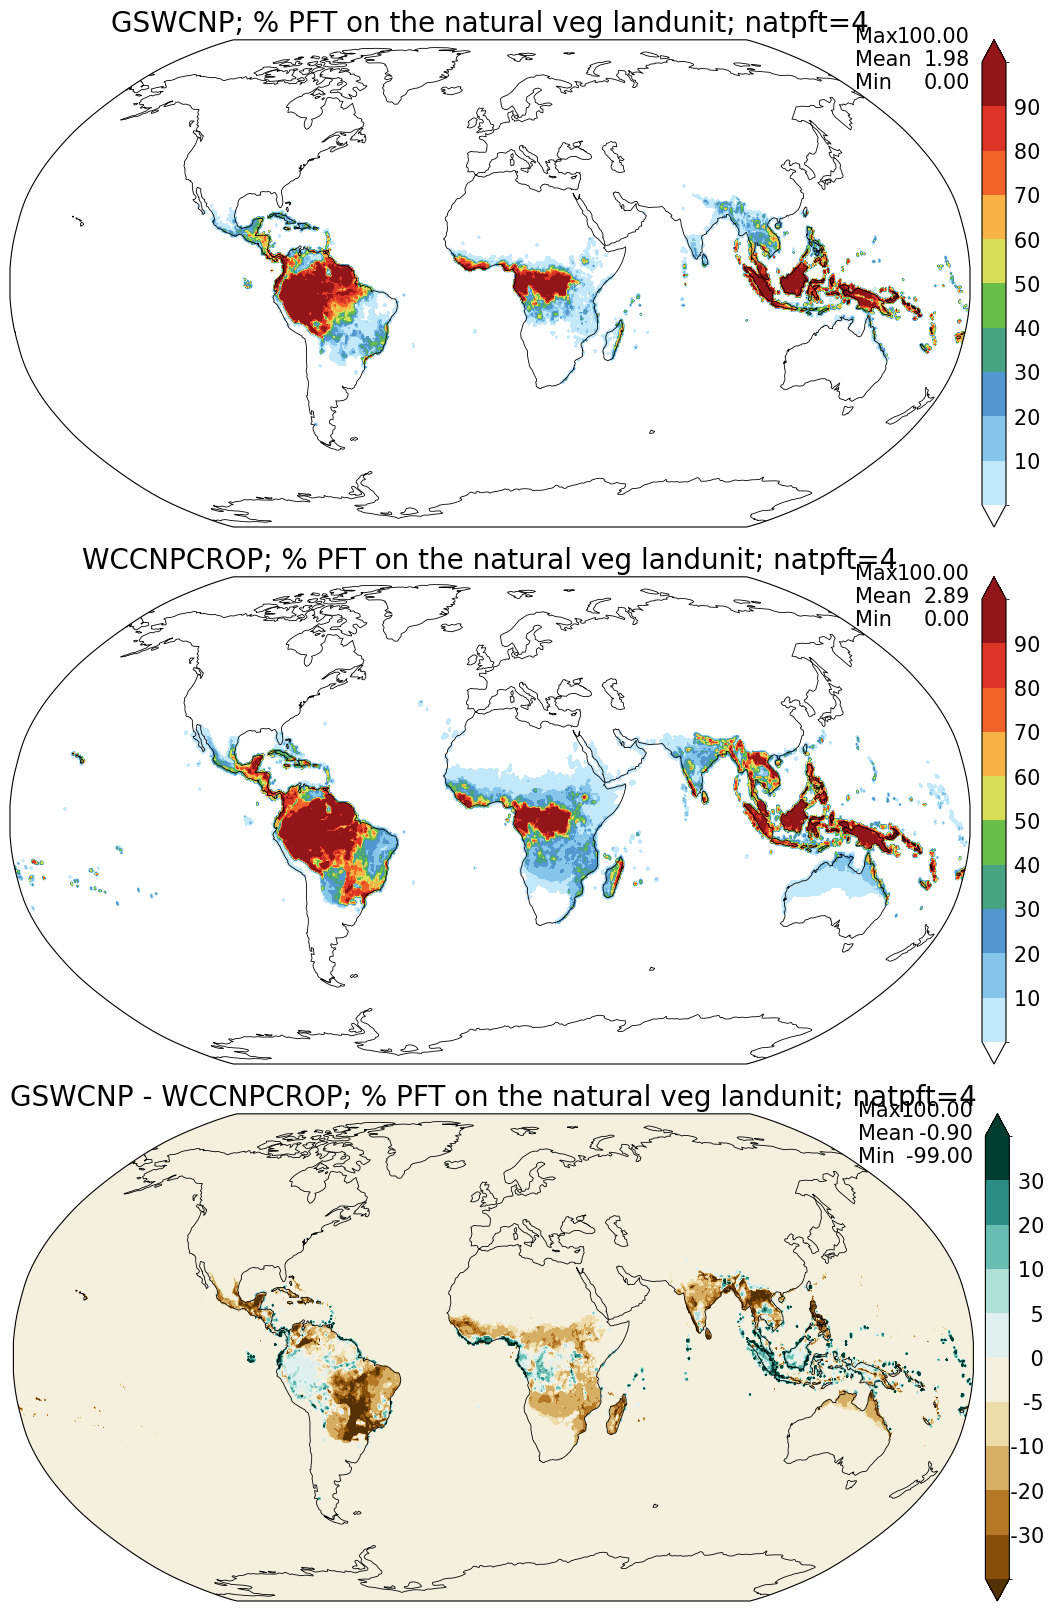 GSWCNP; % PFT on the natural veg landunit; natpft=4
Max100.00
Mean 1.98
Min 0.00
90
80
70
60
50
40
30
20
10
WCCNPCROP; % PFT on the natural veg landunit; natpft=4
Max100.00
Mean 2.89
Min 0.00
90
80
70
60
50
40
30
20
10
GSWCNP - WCCNPCROP; % PFT on the natural veg landunit; natpft=4
Max100.00
Mean -0.90
Min -99.00
30
20
10
5
0
-5
-10
-20
-30